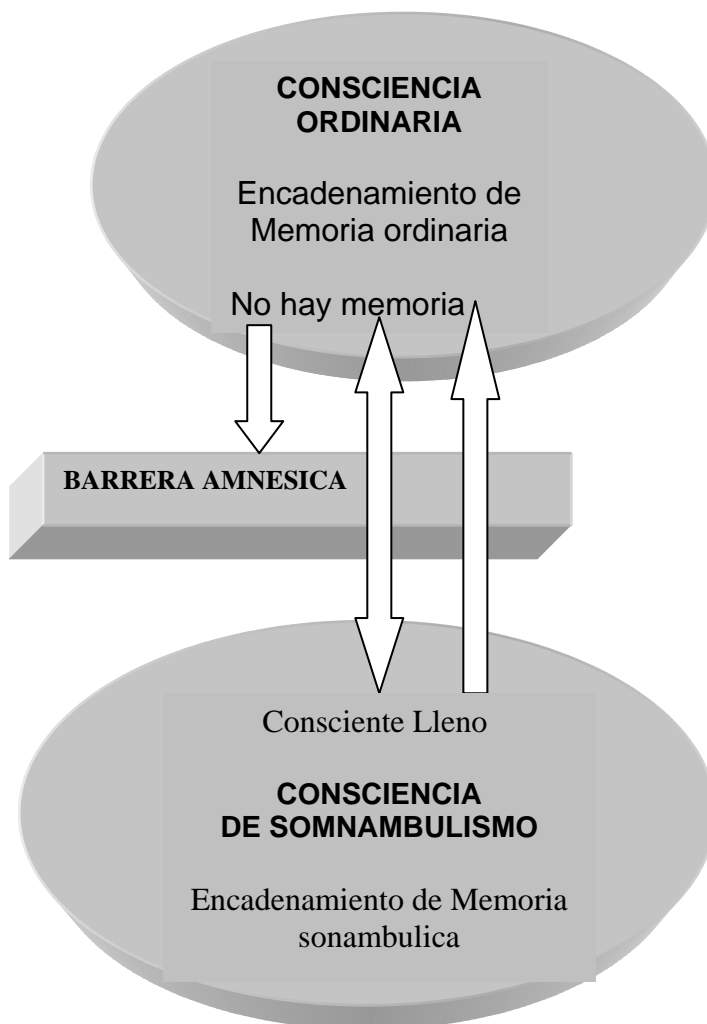 CONSCIENCIA
ORDINARIA
Encadenamiento de
Memoria ordinaria
No hay memoria
BARRERA AMNESICA
Consciente Lleno
CONSCIENCIA
DE SOMNAMBULISMO
Encadenamiento de Memoria
sonambulica